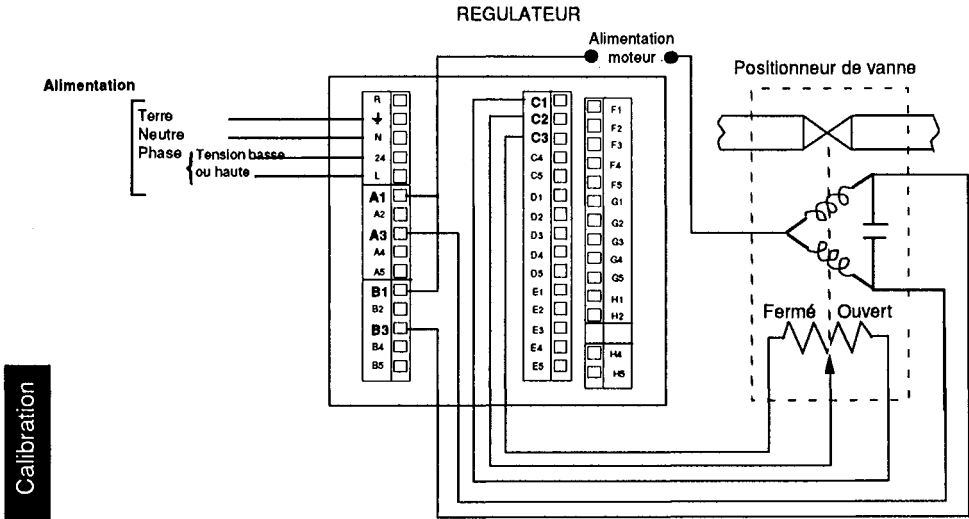 REGULATEUR
Alimentation
moteur
Positionneur de vanne
Alimentation
Terre
Neutre
Phase
Tension basse
ou haute
R
N
24
L
A1
A2
A3
A4
A5
B1
B2
B3
B4
B5
C1
C2
C3
C4
C5
D1
D2
D3
D4
D5
E1
E2
E3
E4
E5
F1
F2
F3
F4
F5
G1
G2
G3
G4
G5
H1
H2
H4
H5
Fermé Ouvert
Calibration